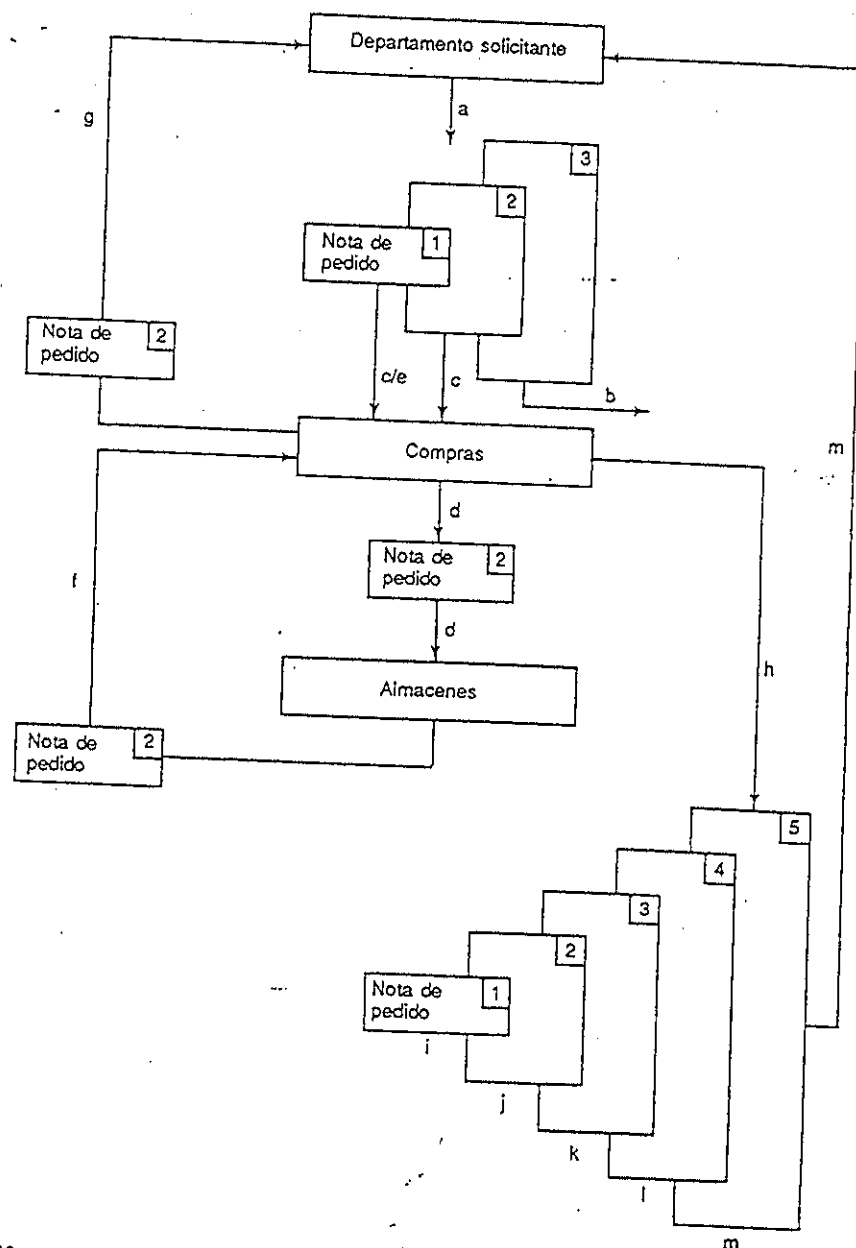 Departamento solicitante
a
g
3
2
1
Nota de
pedido
2
Nota de
pedido
c/e
c
b
Compras
m
d
2
Nota de
pedido
f
d
Almacenes
h
2
Nota de
pedido
5
4
3
2
1
Nota de
pedido
i
j
k
l
m